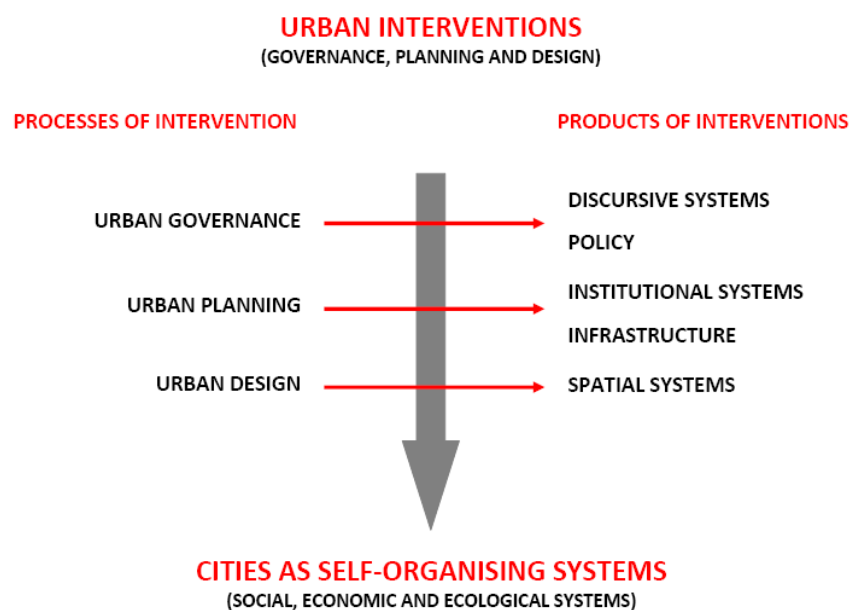 URBAN INTERVENTIONS
(GOVERNANCE, PLANNING AND DESIGN)
PROCESSES OF INTERVENTION
PRODUCTS OF INTERVENTIONS
URBAN GOVERNANCE
DISCURSIVE SYSTEMS
POLICY
URBAN PLANNING
INSTITUTIONAL SYSTEMS
INFRASTRUCTURE
URBAN DESIGN
SPATIAL SYSTEMS
CITIES AS SELF-ORGANISING SYSTEMS
(SOCIAL, ECONOMIC AND ECOLOGICAL SYSTEMS)